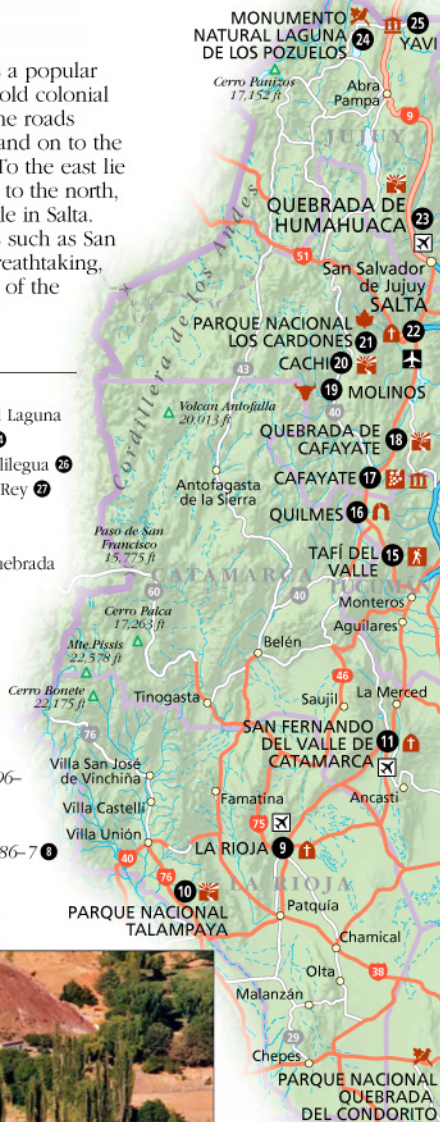 s a popular
old colonial
ne roads
and on to the
To the east lie
to the north,
le in Salta.
s such as San
reathtaking,
of the
l Laguna
lilegua 26
Rey 27
uebrada
06–
86–7 8
MONUMENTO
NATURAL LAGUNA
DE LOS POZUELOS
24
25
YAVI
Cerro Panizos
17,152 ft
Abra
Pampa
9
JUJUY
QUEBRADA DE
HUMAHUACA
23
51
San Salvador
de Jujuy
SALTA
22
PARQUE NACIONAL
LOS CARDONES
21
CACHI 20
43
19 MOLINOS
40
Cordillera de los Andes
Volcan Antofalla
20,013 ft
QUEBRADA DE
CAFAYATE
18
Antofagasta
de la Sierra
CAFAYATE 17
QUILMES 16
Paso de San
Francisco
15,775 ft
TAFÍ DEL
VALLE
15
CATAMARCA
TUCUMÁN
60
40
Monteros
Cerro Palca
17,263 ft
Aguilares
Belén
Mte.Pissis
22,578 ft
46
Cerro Bonete
22,175 ft
Tinogasta
Saujil
La Merced
76
SAN FERNANDO
DEL VALLE DE
CATAMARCA
11
Villa San José
de Vinchiña
Famatina
Ancasti
Villa Castelli
75
Villa Unión
LA RIOJA 9
40
76
10
LA RIOJA
PARQUE NACIONAL
TALAMPAYA
Patquía
Chamical
Olta
38
Malanzán
29
Chepes
PARQUE NACIONAL
QUEBRADA
DEL CONDORITO